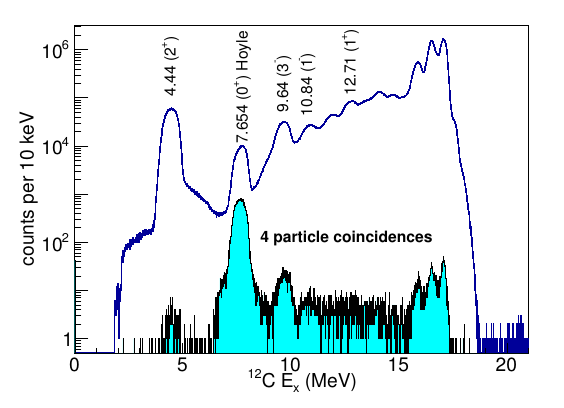 10⁶
10⁴
10²
1
counts per 10 keV
4.44 (2⁺)
7.654 (0⁺) Hoyle
9.64 (3⁻)
10.84 (1⁻)
12.71 (1⁺)
4 particle coincidences
0 5 10 15 20
¹²C Eₓ (MeV)